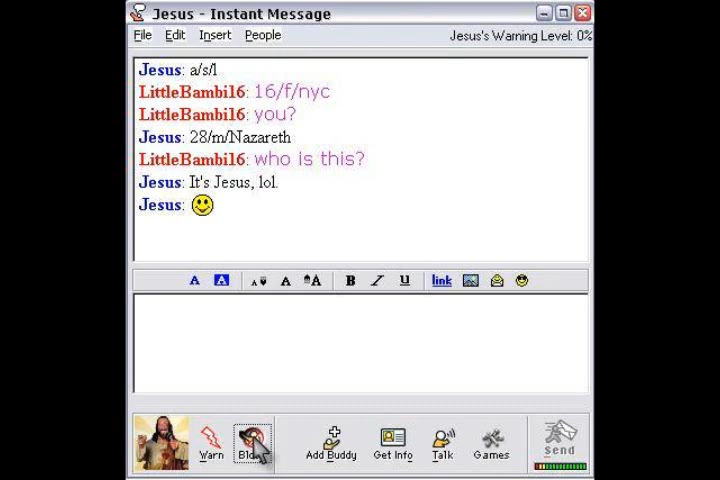 Jesus - Instant Message
File Edit Insert People Jesus's Warning Level: 0%
Jesus: a/s/l
LittleBambi16: 16/f/nyc
LittleBambi16: you?
Jesus: 28/m/Nazareth
LittleBambi16: who is this?
Jesus: It's Jesus, lol.
Jesus:
A A A A A B I U link
Warn Add Buddy Get Info Talk Games Send